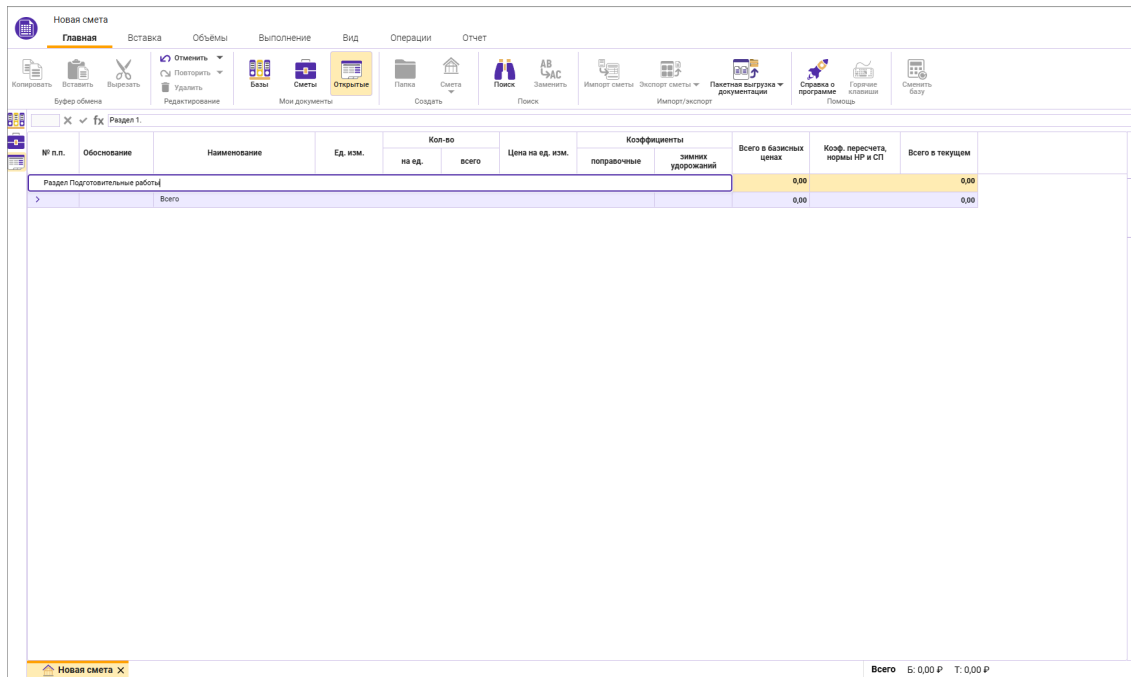 Новая смета
Главная Вставка Объёмы Выполнение Вид Операции Отчет
Копировать Вставить Вырезать
Буфер обмена
Отменить
Повторить
Удалить
Редактирование
Базы Сметы Открытые
Мои документы
Папка Смета
Создать
Поиск Заменить
AB
AC
Поиск
Импорт сметы Экспорт сметы Пакетная выгрузка документации
Импорт/экспорт
Справка о программе Горячие клавиши
Помощь
Сменить базу
fx Раздел 1.
№ п.п. Обоснование Наименование Ед. изм. Кол-во Цена на ед. изм. Коэффициенты Всего в базисных ценах Коэф. пересчета, нормы НР и СП Всего в текущем
на ед. всего поправочные зимних удорожаний
Раздел Подготовительные работы 0,00 0,00
Всего 0,00 0,00
Новая смета Всего Б: 0,00 ₽ Т: 0,00 ₽